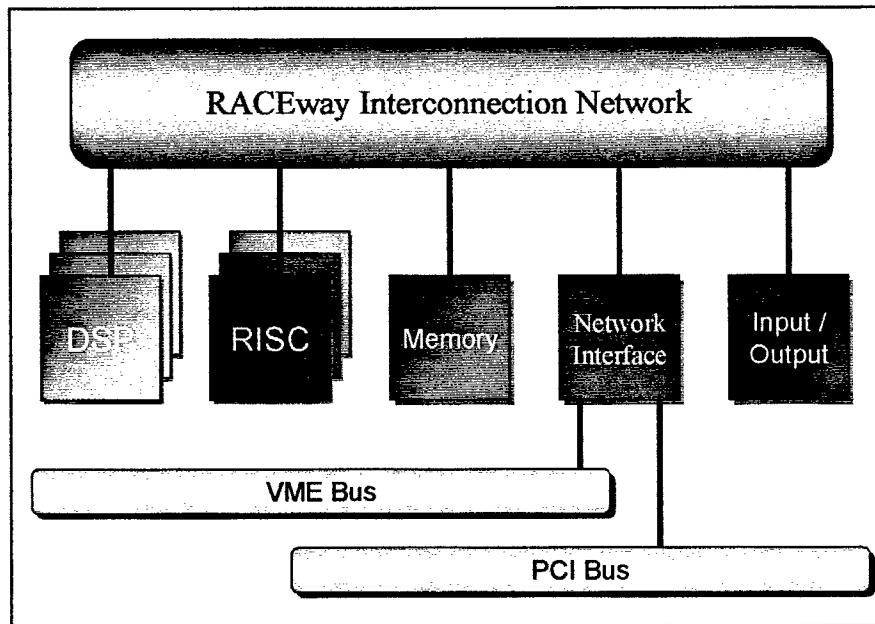 RACEway Interconnection Network
DSP
RISC
Memory
Network
Interface
Input /
Output
VME Bus
PCI Bus